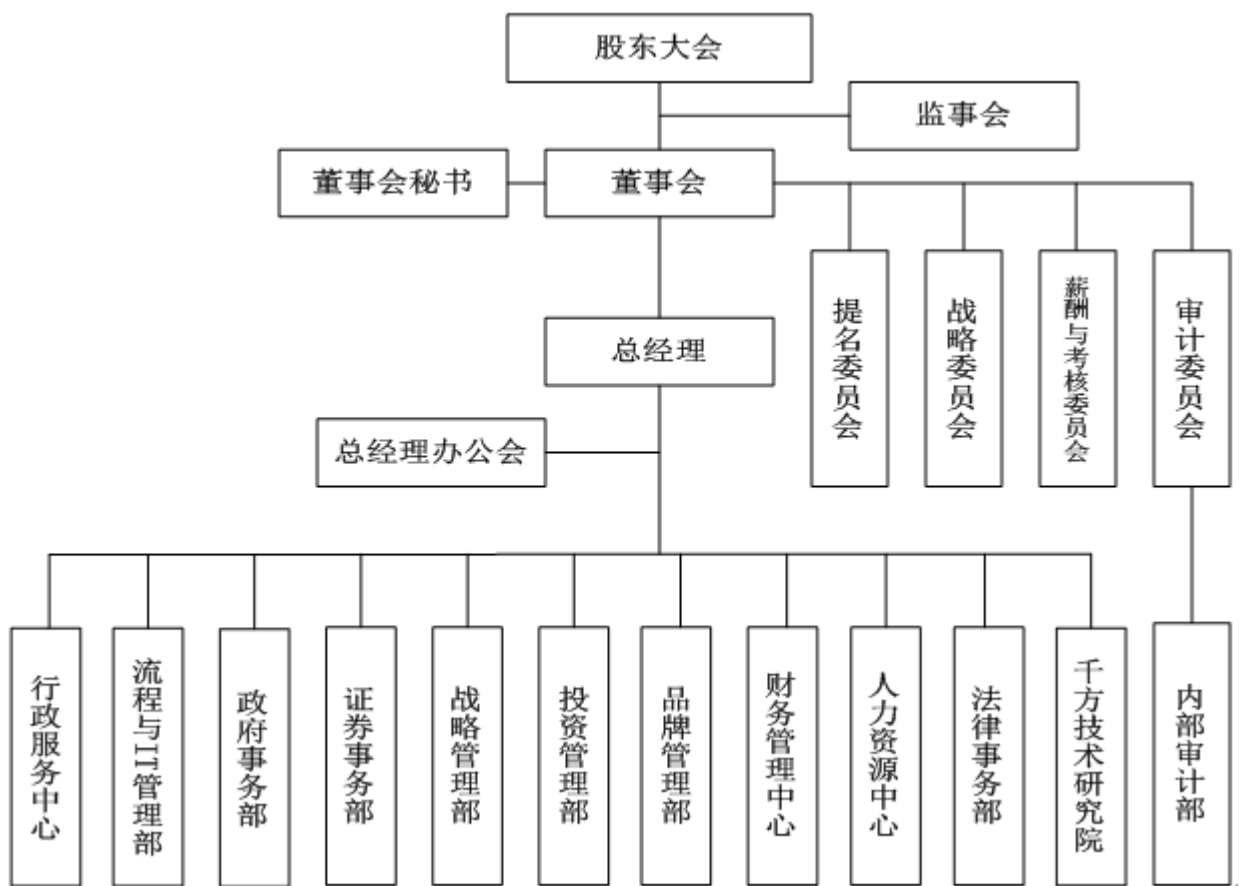 股东大会
监事会
董事会秘书
董事会
提名委员会
战略委员会
薪酬与考核委员会
审计委员会
总经理
总经理办公会
行政服务中心
流程与IT管理部
政府事务部
证券事务部
战略管理部
投资管理部
品牌管理部
财务管理中心
人力资源中心
法律事务部
千方技术研究院
内部审计部